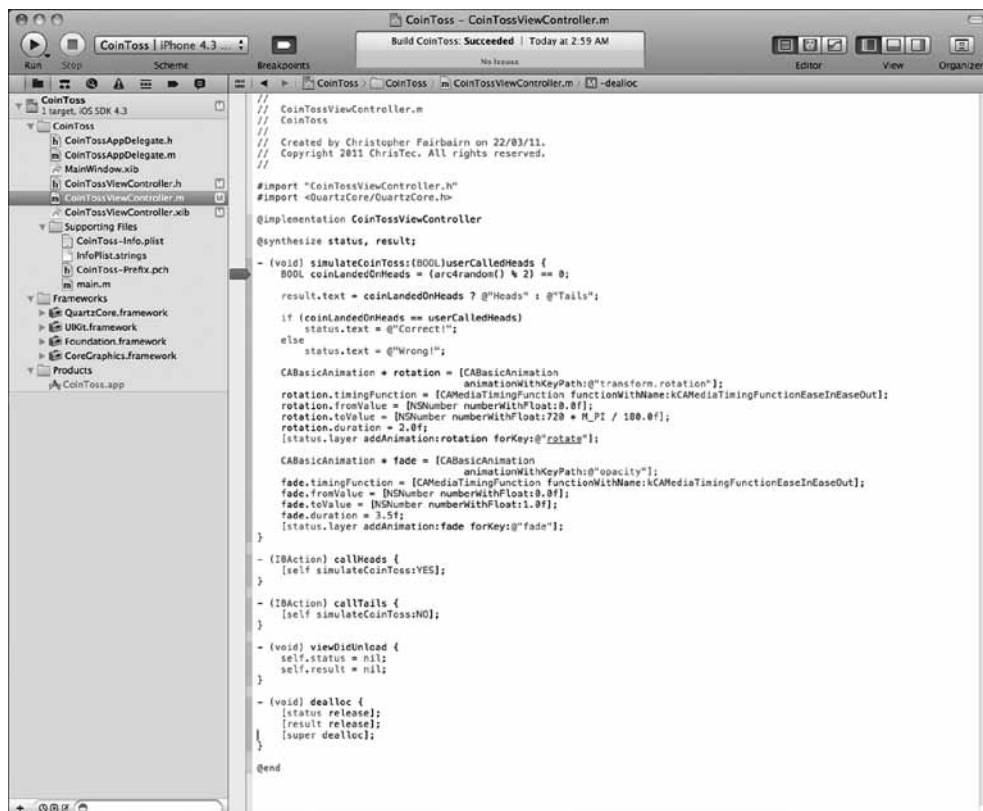 CoinToss – CoinTossViewController.m
CoinToss | iPhone 4.3 ...
Build CoinToss: Succeeded | Today at 2:59 AM
No Issues
Run Stop Scheme Breakpoints Editor View Organizer
CoinToss CoinToss CoinTossViewController.m -dealloc
CoinToss
1 target, iOS SDK 4.3
CoinToss
CoinTossAppDelegate.h
CoinTossAppDelegate.m
MainWindow.xib
CoinTossViewController.h
CoinTossViewController.m
CoinTossViewController.xib
Supporting Files
CoinToss-Info.plist
InfoPlist.strings
CoinToss-Prefix.pch
main.m
Frameworks
QuartzCore.framework
UIKit.framework
Foundation.framework
CoreGraphics.framework
Products
CoinToss.app
//
//  CoinTossViewController.m
//  CoinToss
//
//  Created by Christopher Fairbairn on 22/03/11.
//  Copyright 2011 ChrisTec. All rights reserved.
//
#import "CoinTossViewController.h"
#import <QuartzCore/QuartzCore.h>
@implementation CoinTossViewController
@synthesize status, result;
- (void) simulateCoinToss:(BOOL)userCalledHeads {
    BOOL coinLandedOnHeads = (arc4random() % 2) == 0;
    result.text = coinLandedOnHeads ? @"Heads" : @"Tails";
    if (coinLandedOnHeads == userCalledHeads)
        status.text = @"Correct!";
    else
        status.text = @"Wrong!";
    CABasicAnimation * rotation = [CABasicAnimation
                                animationWithKeyPath:@"transform.rotation"];
    rotation.timingFunction = [CAMediaTimingFunction functionWithName:kCAMediaTimingFunctionEaseInEaseOut];
    rotation.fromValue = [NSNumber numberWithFloat:0.0f];
    rotation.toValue = [NSNumber numberWithFloat:720 * M_PI / 180.0f];
    rotation.duration = 2.0f;
    [status.layer addAnimation:rotation forKey:@"rotate"];
    CABasicAnimation * fade = [CABasicAnimation
                                animationWithKeyPath:@"opacity"];
    fade.timingFunction = [CAMediaTimingFunction functionWithName:kCAMediaTimingFunctionEaseInEaseOut];
    fade.fromValue = [NSNumber numberWithFloat:0.0f];
    fade.toValue = [NSNumber numberWithFloat:1.0f];
    fade.duration = 3.5f;
    [status.layer addAnimation:fade forKey:@"fade"];
}
- (IBAction) callHeads {
    [self simulateCoinToss:YES];
}
- (IBAction) callTails {
    [self simulateCoinToss:NO];
}
- (void) viewDidUnload {
    self.status = nil;
    self.result = nil;
}
- (void) dealloc {
    [status release];
    [result release];
    [super dealloc];
}
@end